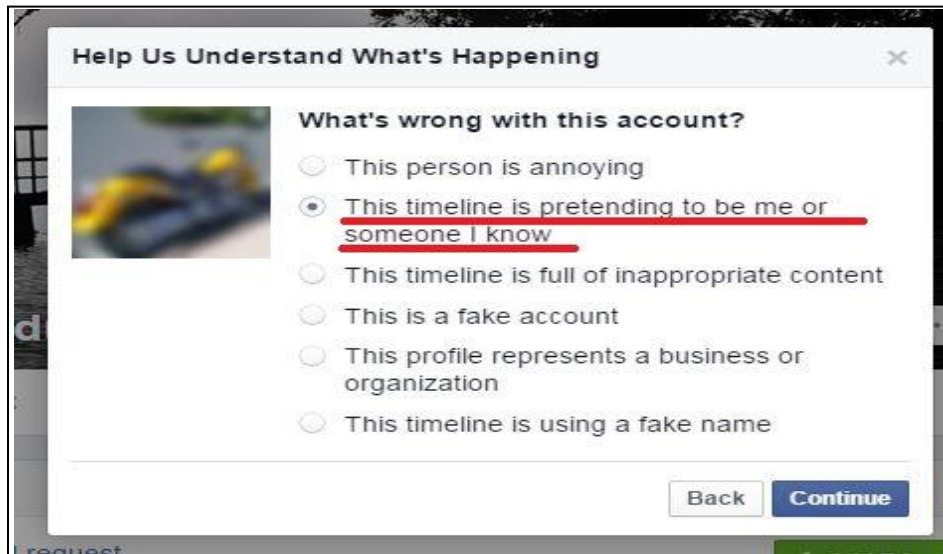 Help Us Understand What's Happening
What's wrong with this account?
This person is annoying
This timeline is pretending to be me or
someone I know
This timeline is full of inappropriate content
This is a fake account
This profile represents a business or
organization
This timeline is using a fake name
Back Continue
request